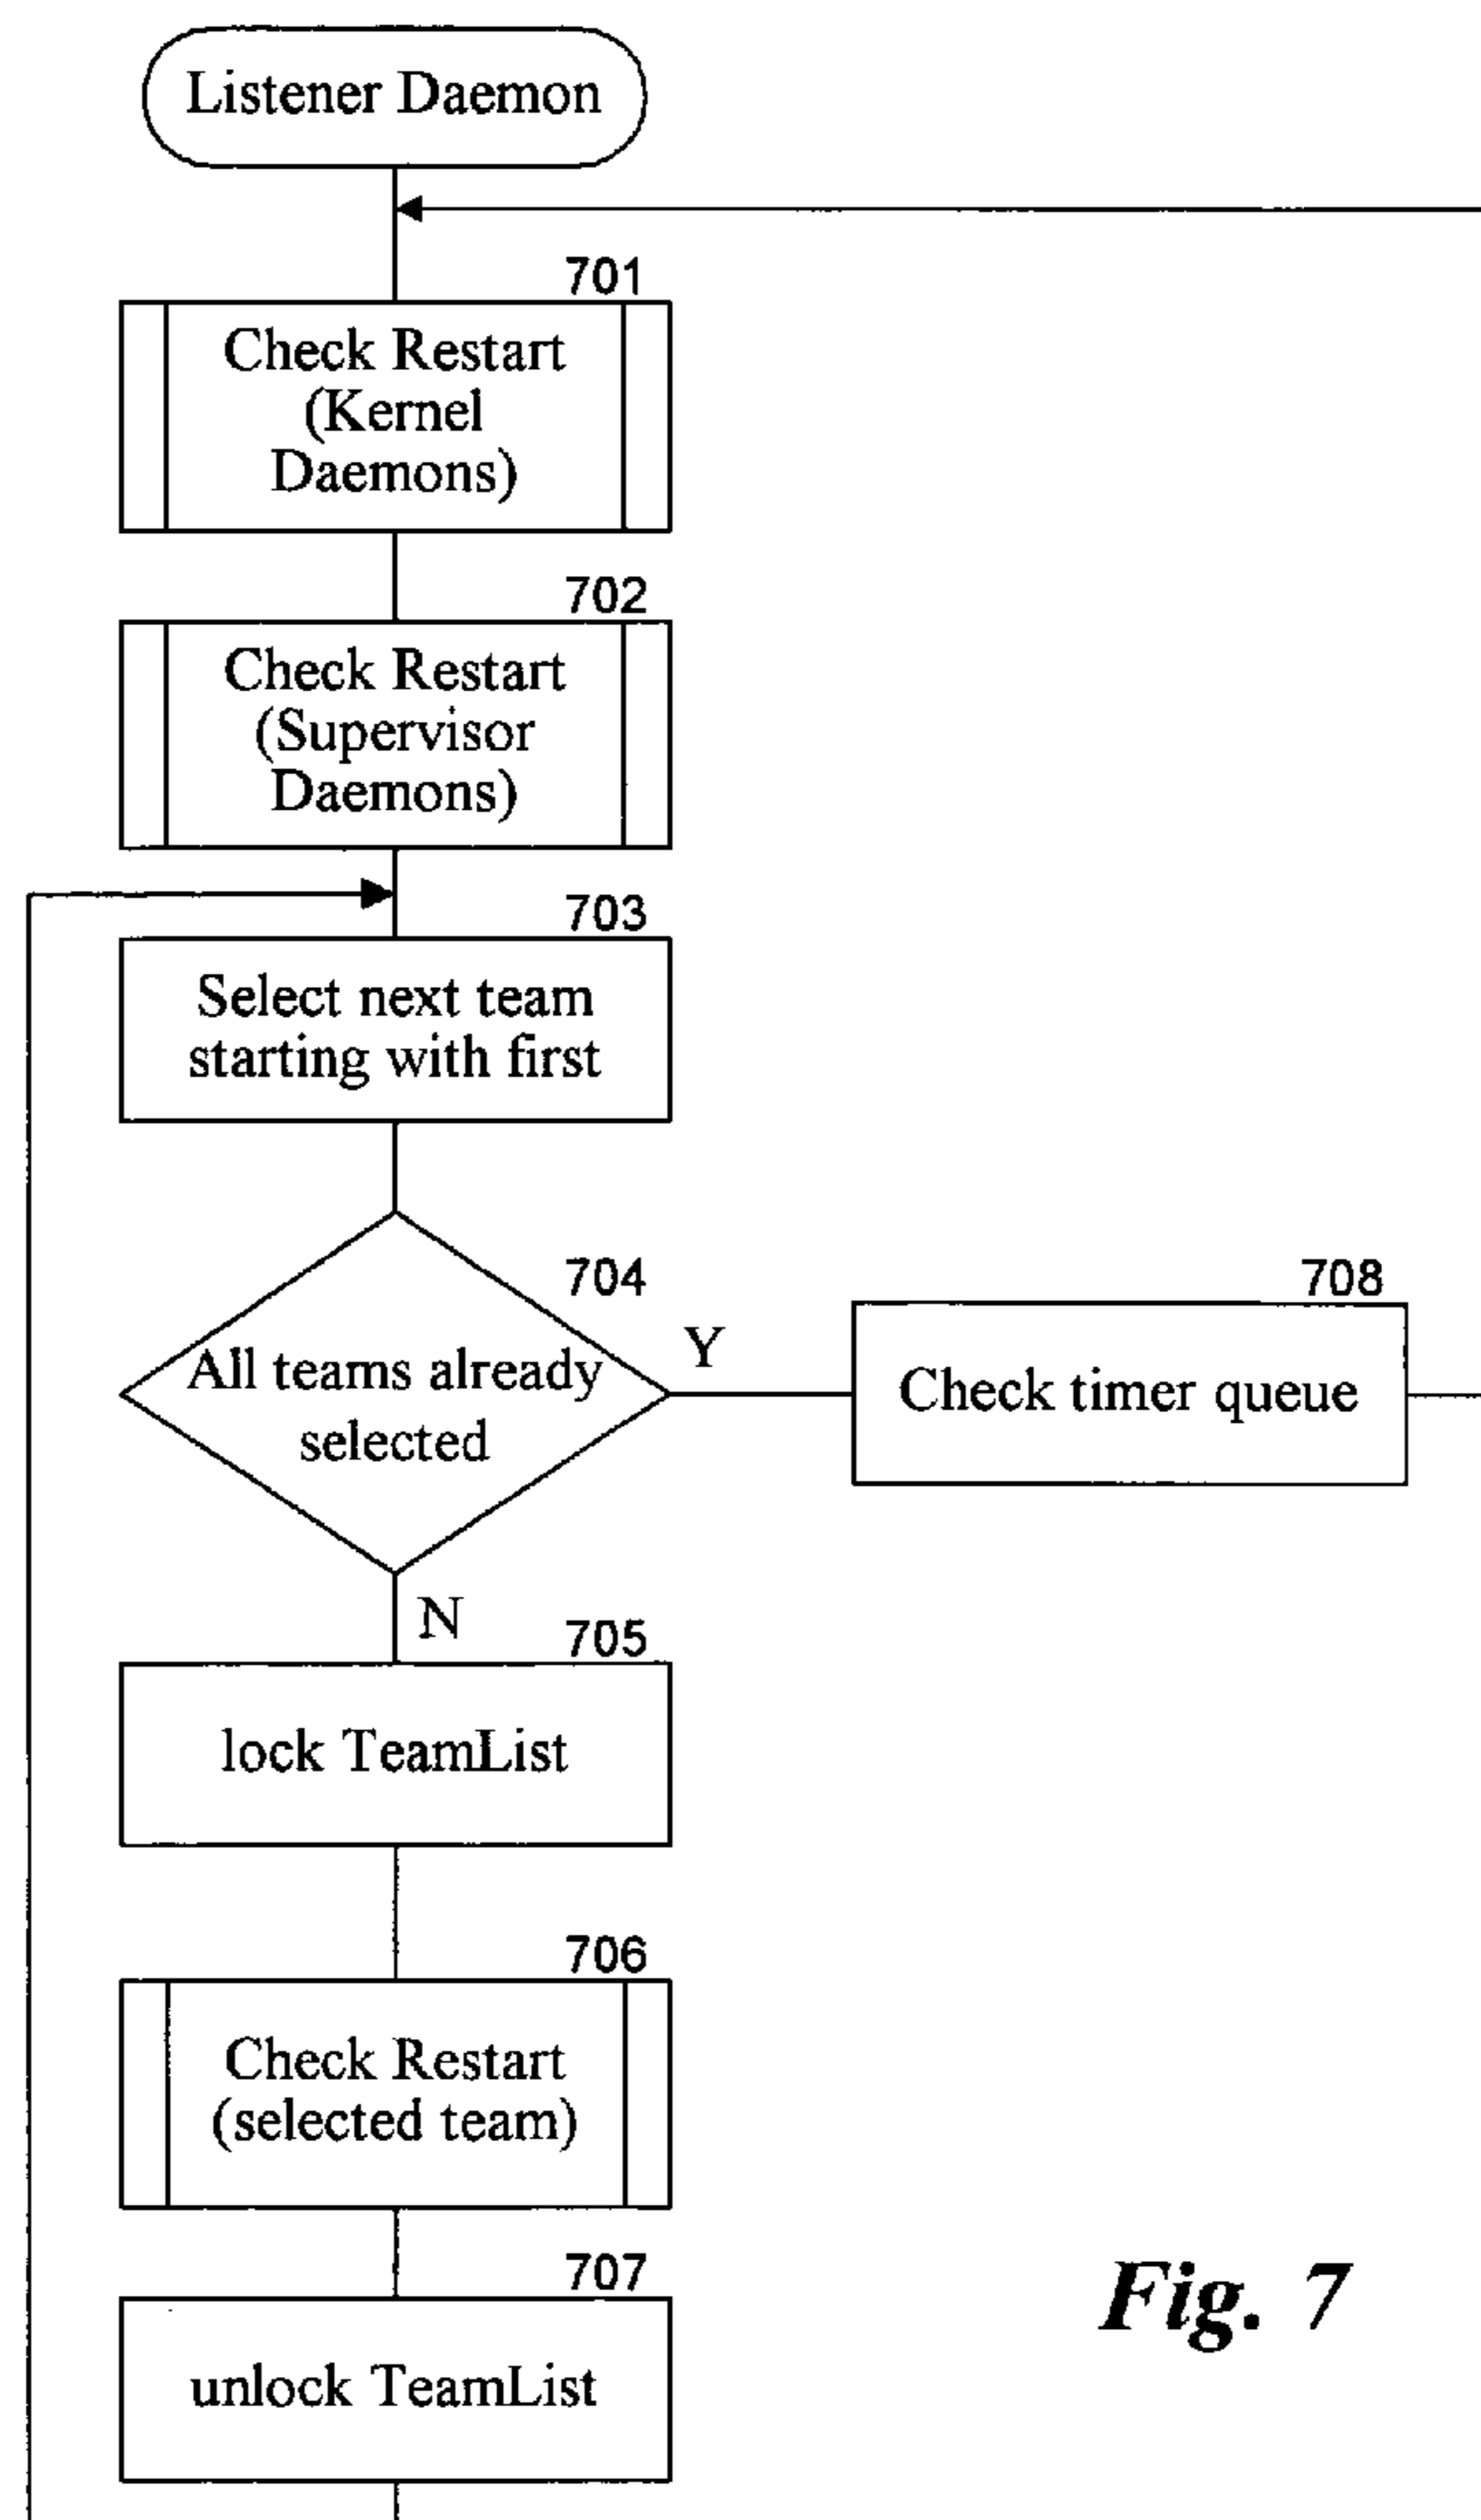 Listener Daemon
701
Check Restart
(Kernel
Daemons)
702
Check Restart
(Supervisor
Daemons)
703
Select next team
starting with first
704
All teams already
selected
Y
708
Check timer queue
N
705
lock TeamList
706
Check Restart
(selected team)
707
unlock TeamList
Fig. 7